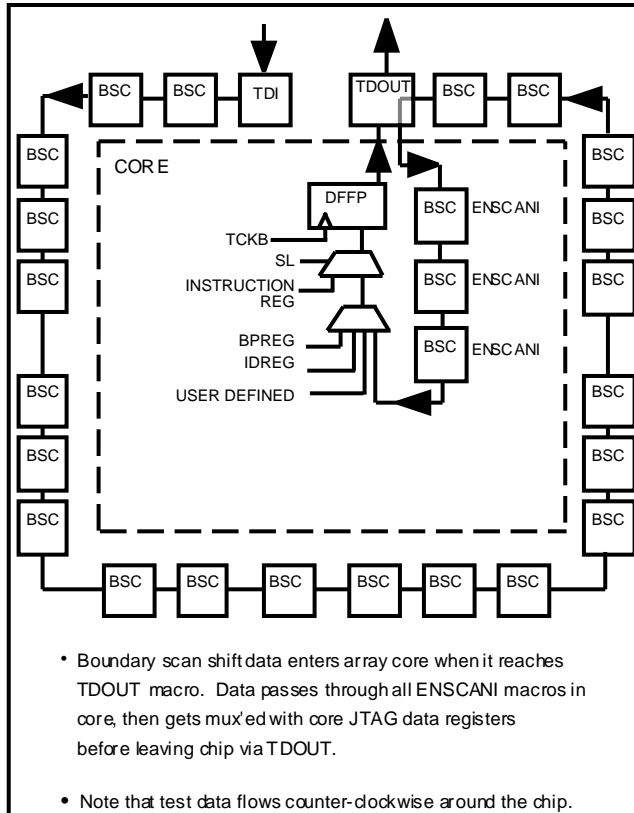 BSC
BSC
TDI
TDOUT
BSC
BSC
BSC
BSC
BSC
BSC
BSC
BSC
CORE
DFFP
TCKB
SL
INSTRUCTION
REG
BPREG
IDREG
USER DEFINED
BSC ENSCANI
BSC ENSCANI
BSC ENSCANI
BSC
BSC
BSC
BSC
BSC
BSC
BSC
BSC
BSC
BSC
BSC
BSC
• Boundary scan shift data enters array core when it reaches
TDOUT macro. Data passes through all ENSCANI macros in
core, then gets mux'ed with core JTAG data registers
before leaving chip via TDOUT.
• Note that test data flows counter-clockwise around the chip.